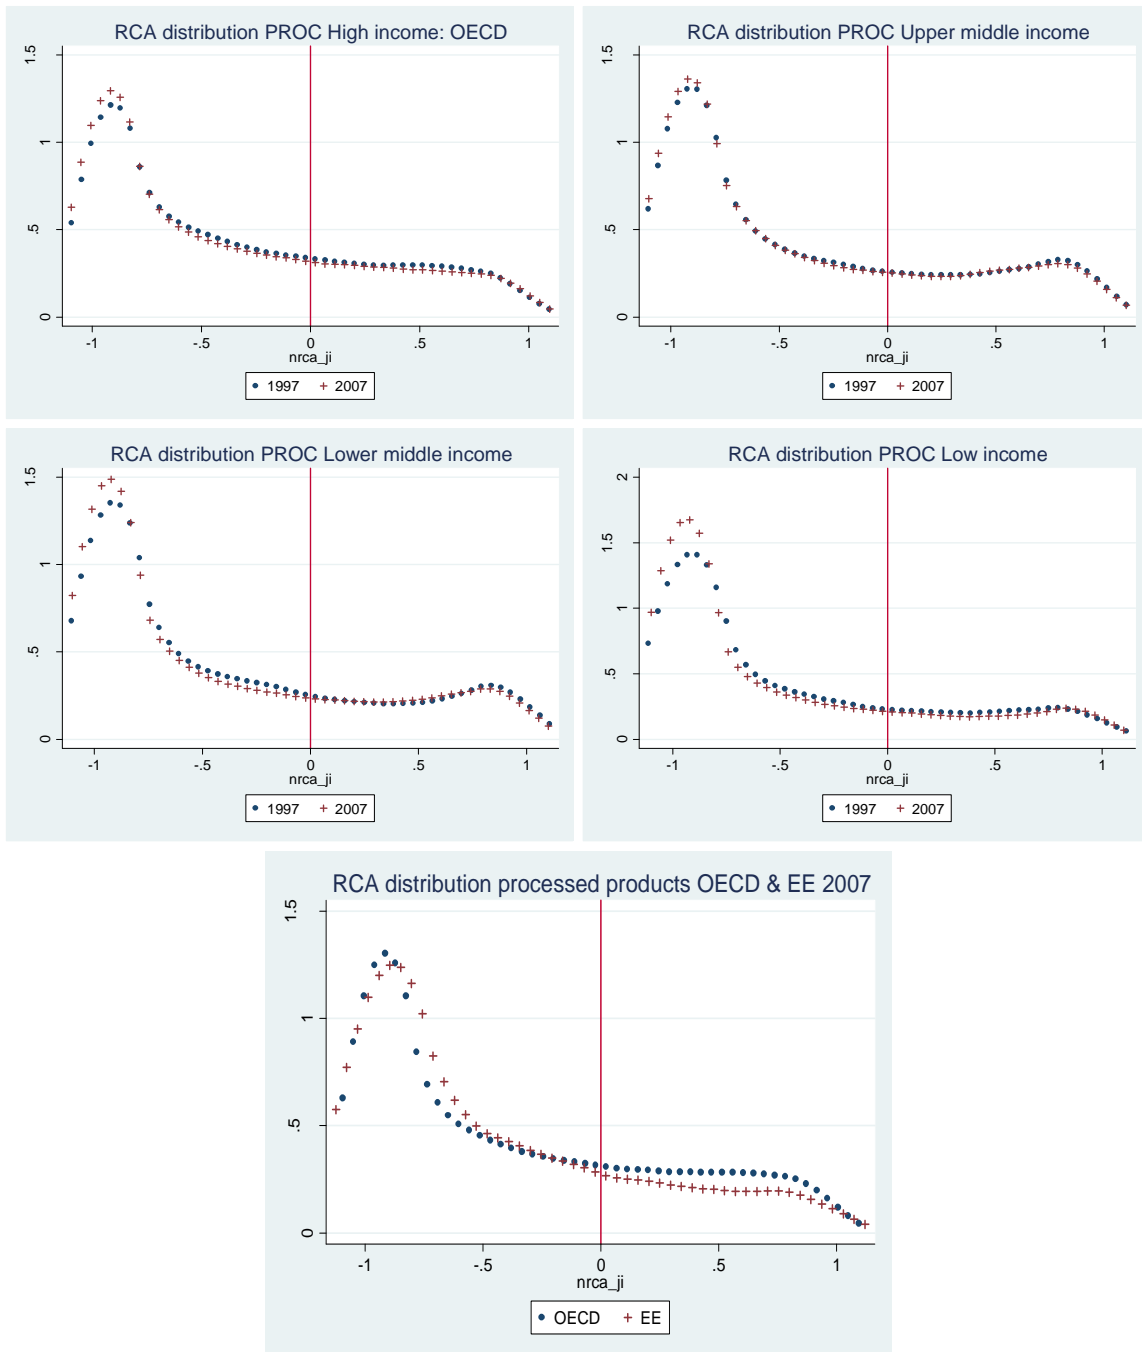 RCA distribution PROC High income: OECD
1.5
1
.5
0
-1 -.5 0 .5 1
nrca_ji
1997 2007
RCA distribution PROC Upper middle income
1.5
1
.5
0
-1 -.5 0 .5 1
nrca_ji
1997 2007
RCA distribution PROC Lower middle income
1.5
1
.5
0
-1 -.5 0 .5 1
nrca_ji
1997 2007
RCA distribution PROC Low income
2
1.5
1
.5
0
-1 -.5 0 .5 1
nrca_ji
1997 2007
RCA distribution processed products OECD & EE 2007
1.5
1
.5
0
-1 -.5 0 .5 1
nrca_ji
OECD EE